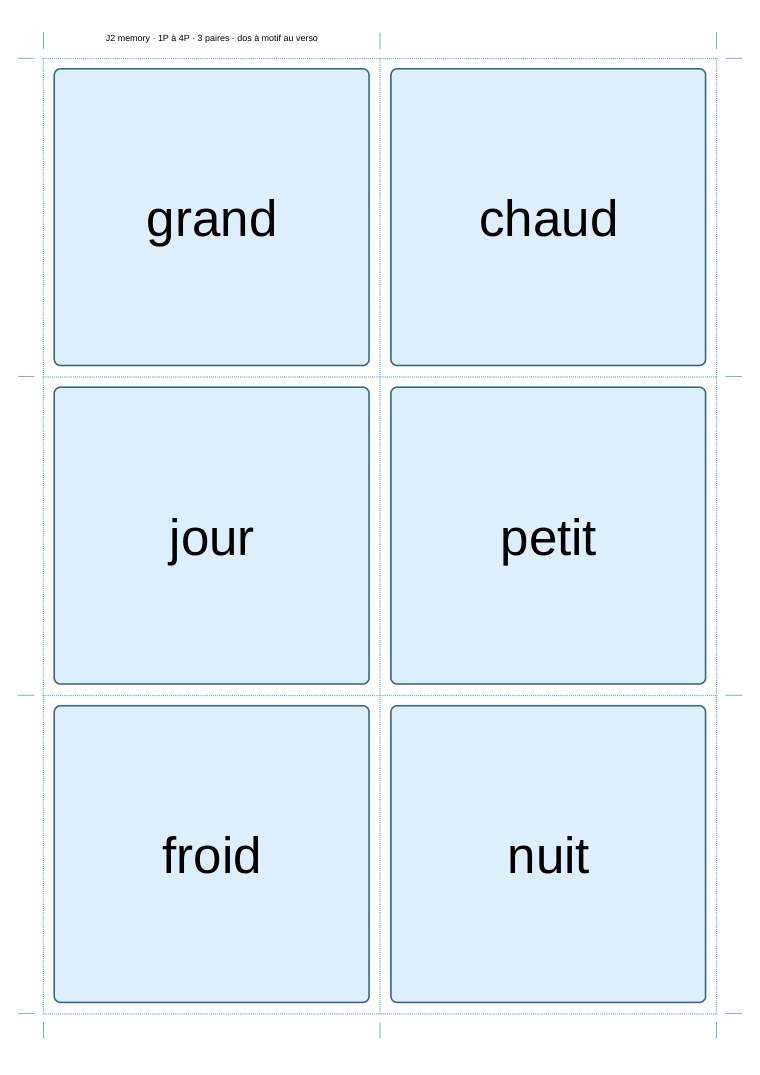 J2 memory · 1P à 4P · 3 paires · dos à motif au verso
grand
chaud
jour
petit
froid
nuit